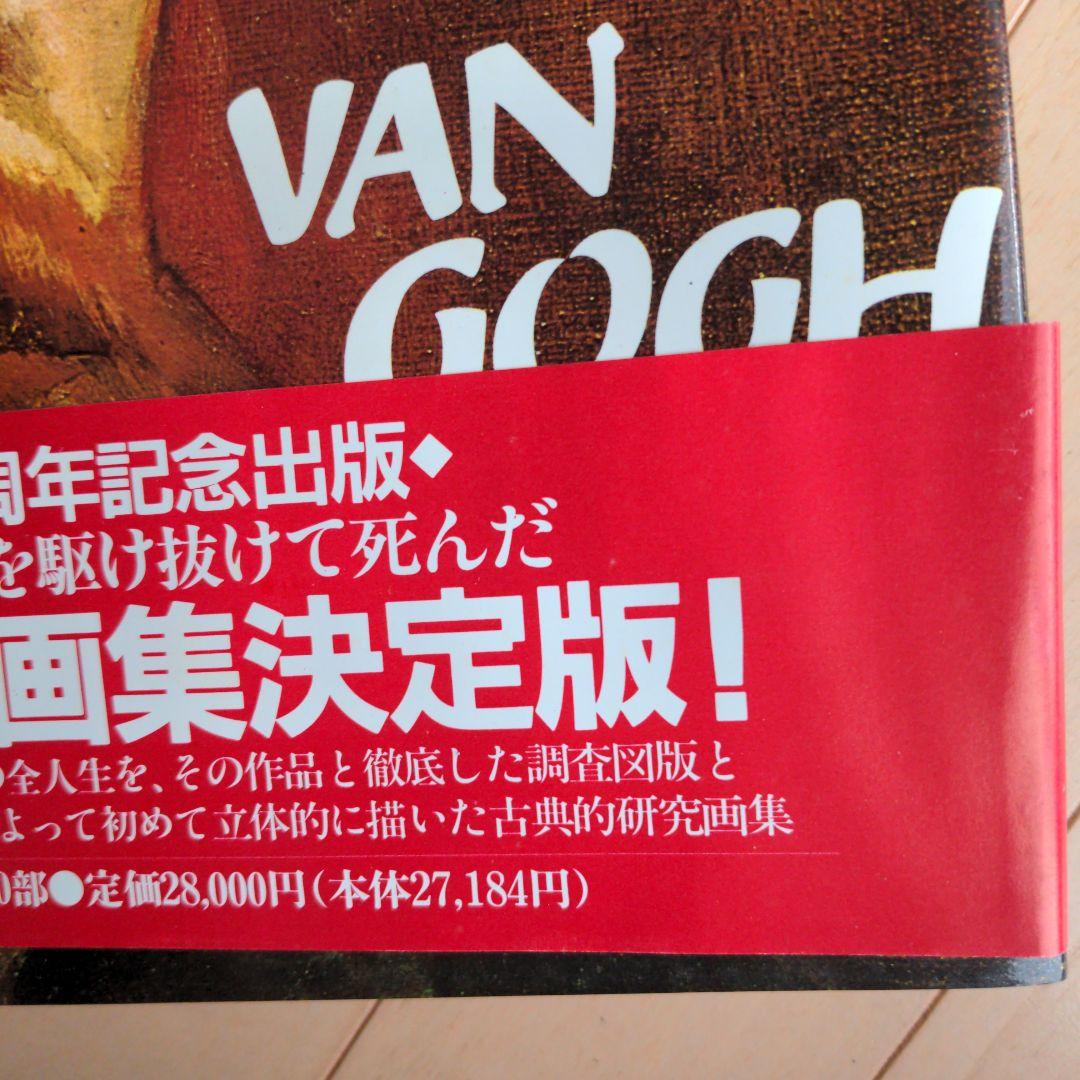 VAN
GOGH
周年記念出版◆
を駆け抜けて死んだ
画集決定版！
全人生を、その作品と徹底した調査図版と
よって初めて立体的に描いた古典的研究画集
0部●定価28,000円（本体27,184円）